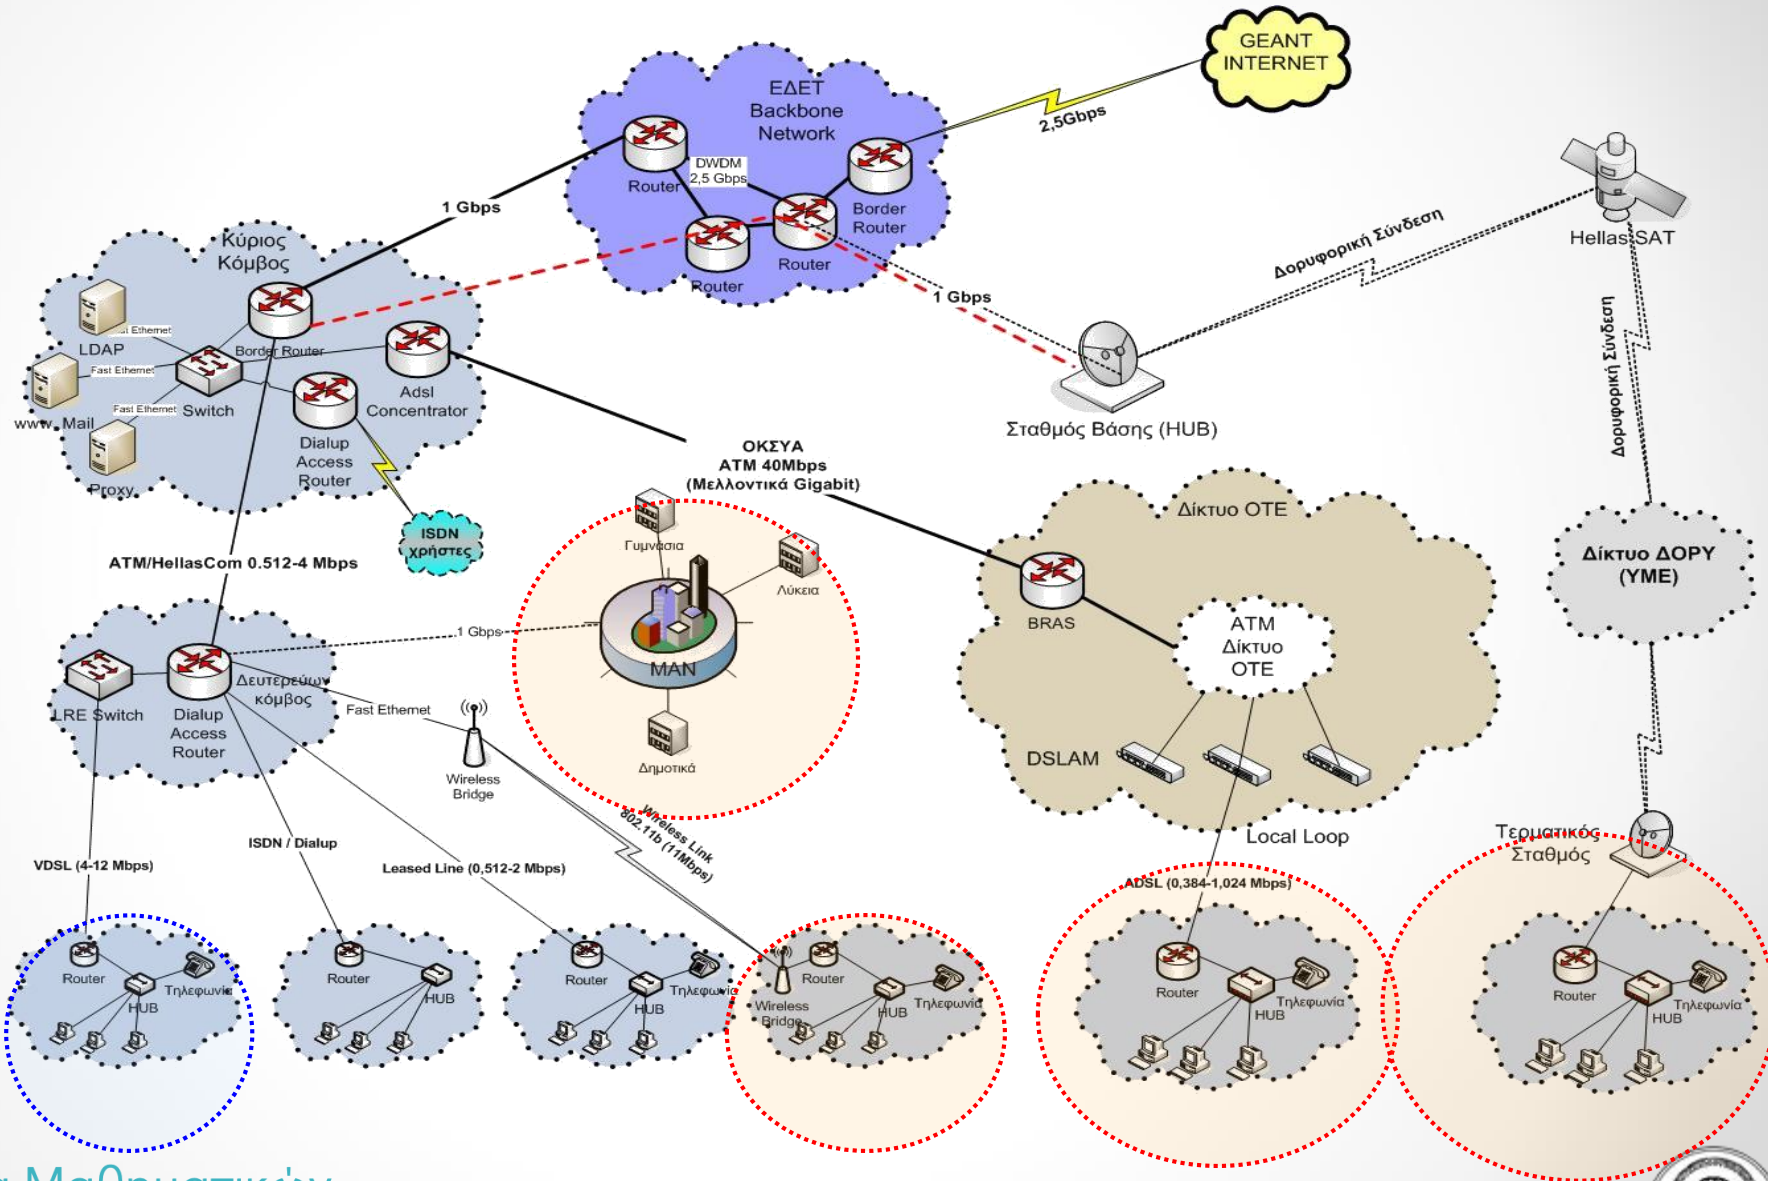 GEANT
INTERNET
ΕΔΕΤ
Backbone
Network
2,5Gbps
Router
DWDM
2,5 Gbps
Border
Router
Router
Router
1 Gbps
Hellas SAT
Δορυφορική Σύνδεση
Δορυφορική Σύνδεση
1 Gbps
Σταθμός Βάσης (HUB)
Κύριος
Κόμβος
LDAP
st Ethernet
Border Router
Fast Ethernet
Fast Ethernet
Switch
www, Mail
Proxy
Adsl
Concentrator
Dialup
Access
Router
ISDN
χρήστες
ΟΚΣΥΑ
ATM 40Mbps
(Μελλοντικά Gigabit)
Δίκτυο ΟΤΕ
BRAS
ATM
Δίκτυο
ΟΤΕ
DSLAM
Local Loop
Δίκτυο ΔΟΡΥ
(ΥΜΕ)
Τερματικός
Σταθμός
ATM/HellasCom 0.512-4 Mbps
Γυμνάσια
Λύκεια
MAN
Δημοτικά
1 Gbps
LRE Switch
Dialup
Access
Router
Δευτερεύων
κόμβος
Fast Ethernet
Wireless
Bridge
Wireless Link
802.11b (11Mbps)
VDSL (4-12 Mbps)
ISDN / Dialup
Leased Line (0,512-2 Mbps)
ADSL (0,384-1,024 Mbps)
Router
HUB
Τηλεφωνία
Router
HUB
Router
HUB
Τηλεφωνία
Wireless
Bridge
Router
HUB
Τηλεφωνία
Router
HUB
Τηλεφωνία
Router
HUB
Τηλεφωνία
Μαθηματικών